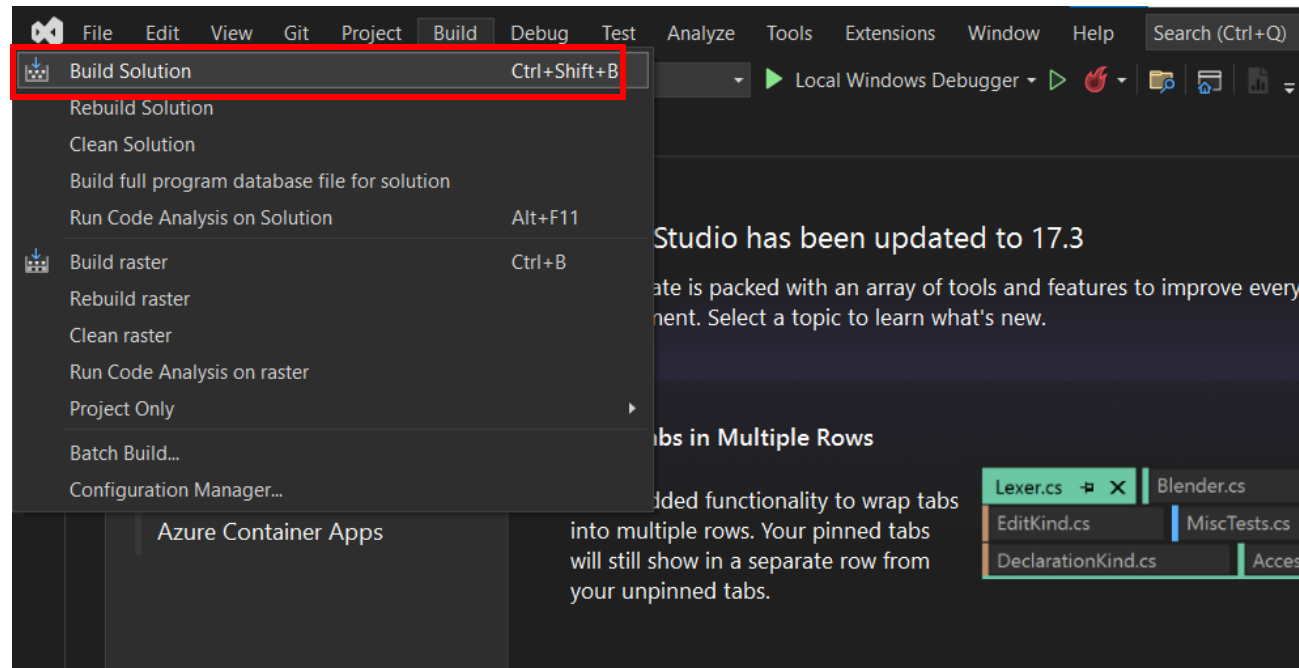 File Edit View Git Project Build Debug Test Analyze Tools Extensions Window Help Search (Ctrl+Q)
Build Solution Ctrl+Shift+B
Local Windows Debugger
Rebuild Solution
Clean Solution
Build full program database file for solution
Run Code Analysis on Solution Alt+F11
Build raster Ctrl+B
Rebuild raster
Clean raster
Run Code Analysis on raster
Project Only
Batch Build...
Configuration Manager...
Studio has been updated to 17.3
is packed with an array of tools and features to improve every
Select a topic to learn what's new.
in Multiple Rows
functionality to wrap tabs
into multiple rows. Your pinned tabs
will still show in a separate row from
your unpinned tabs.
Lexer.cs Blender.cs
EditKind.cs MiscTests.cs
DeclarationKind.cs
Azure Container Apps